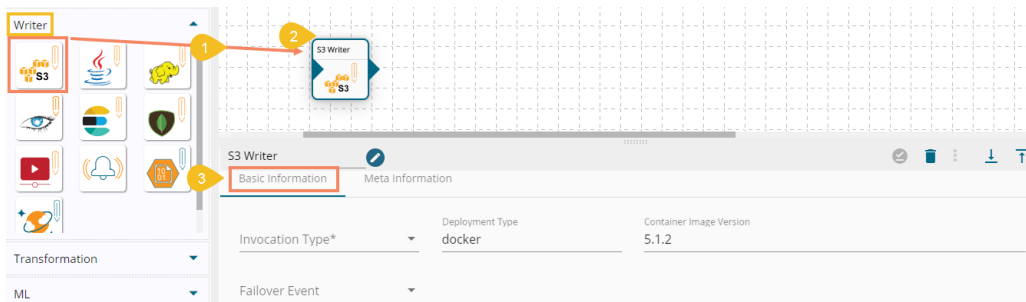 Writer
S3
1
2
S3 Writer
S3
S3 Writer
3
Basic Information
Meta Information
Invocation Type*
Deployment Type
docker
Container Image Version
5.1.2
Failover Event
Transformation
ML